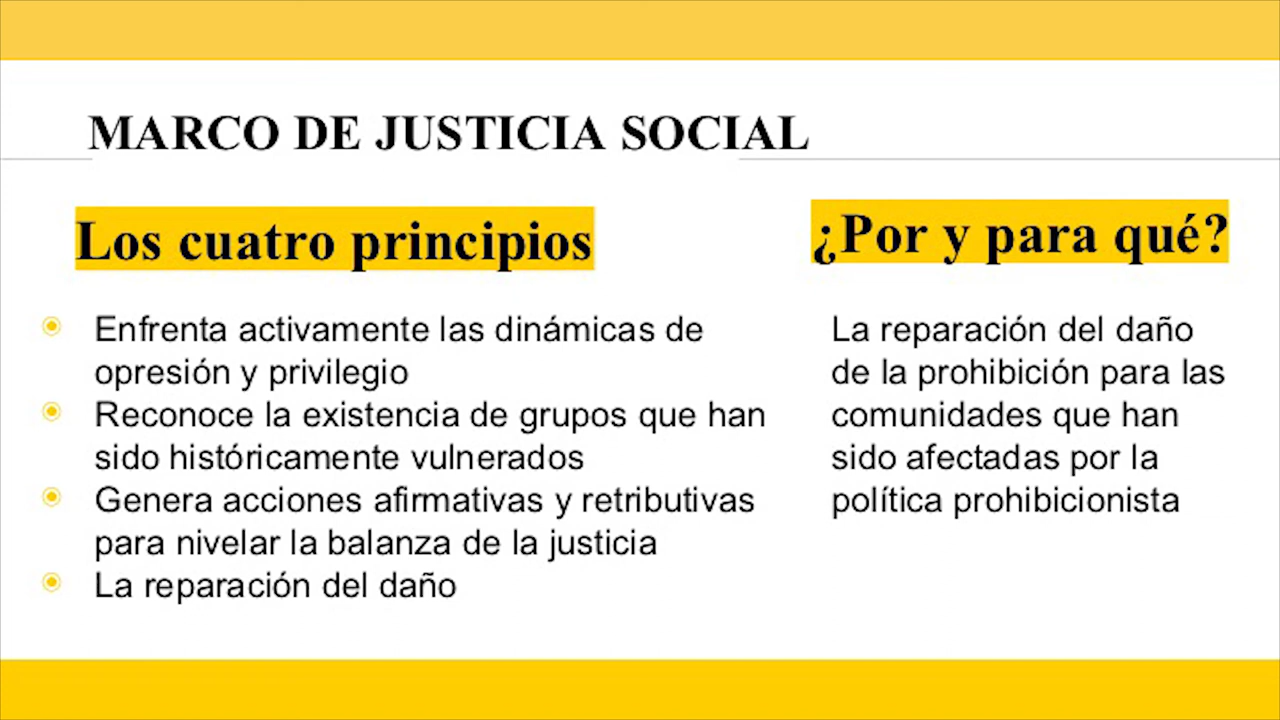 MARCO DE JUSTICIA SOCIAL
Los cuatro principios
Enfrenta activamente las dinámicas de
opresión y privilegio
Reconoce la existencia de grupos que han
sido históricamente vulnerados
Genera acciones afirmativas y retributivas
para nivelar la balanza de la justicia
La reparación del daño
¿Por y para qué?
La reparación del daño
de la prohibición para las
comunidades que han
sido afectadas por la
política prohibicionista